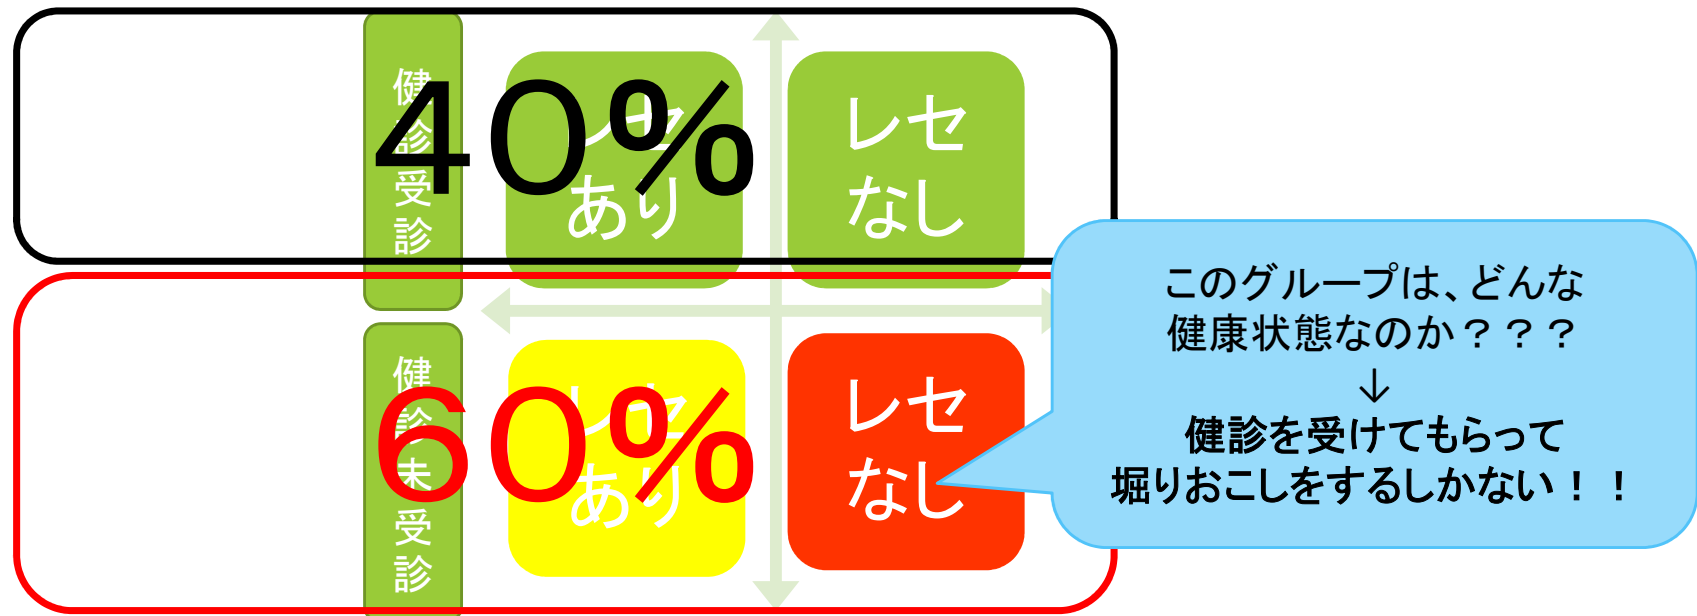 健診受診
40%
レセ
あり
レセ
なし
健診未受診
60%
レセ
あり
レセ
なし
このグループは、どんな
健康状態なのか？？？
↓
健診を受けてもらって
堀りおこしをするしかない！！